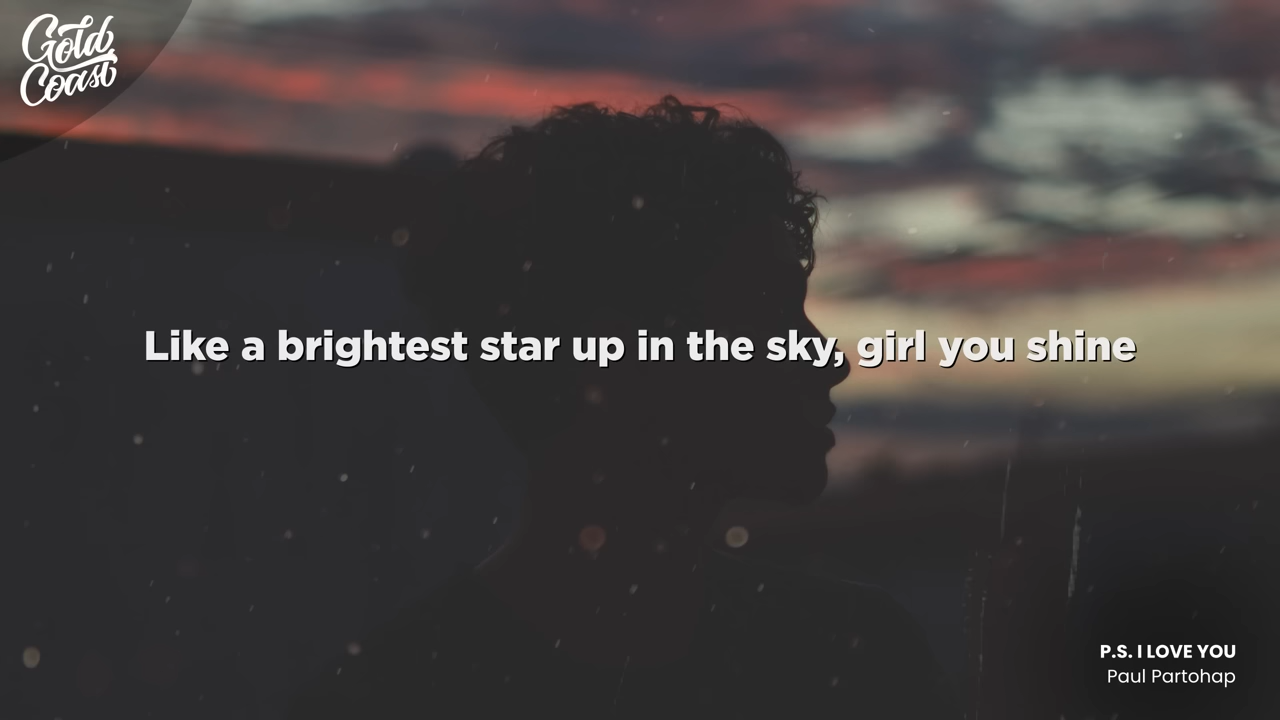 Gold
Coast
Like a brightest star up in the sky, girl you shine
P.S. I LOVE YOU
Paul Partohap